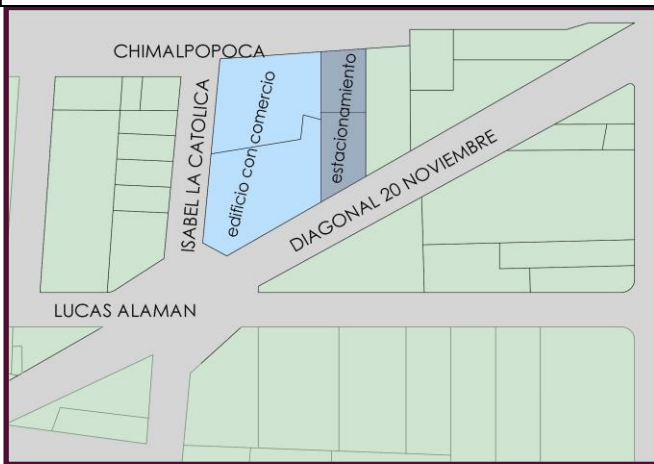 CHIMALPOPOCA
ISABEL LA CATOLICA
edificio con comercio
estacionamiento
DIAGONAL 20 NOVIEMBRE
LUCAS ALAMAN